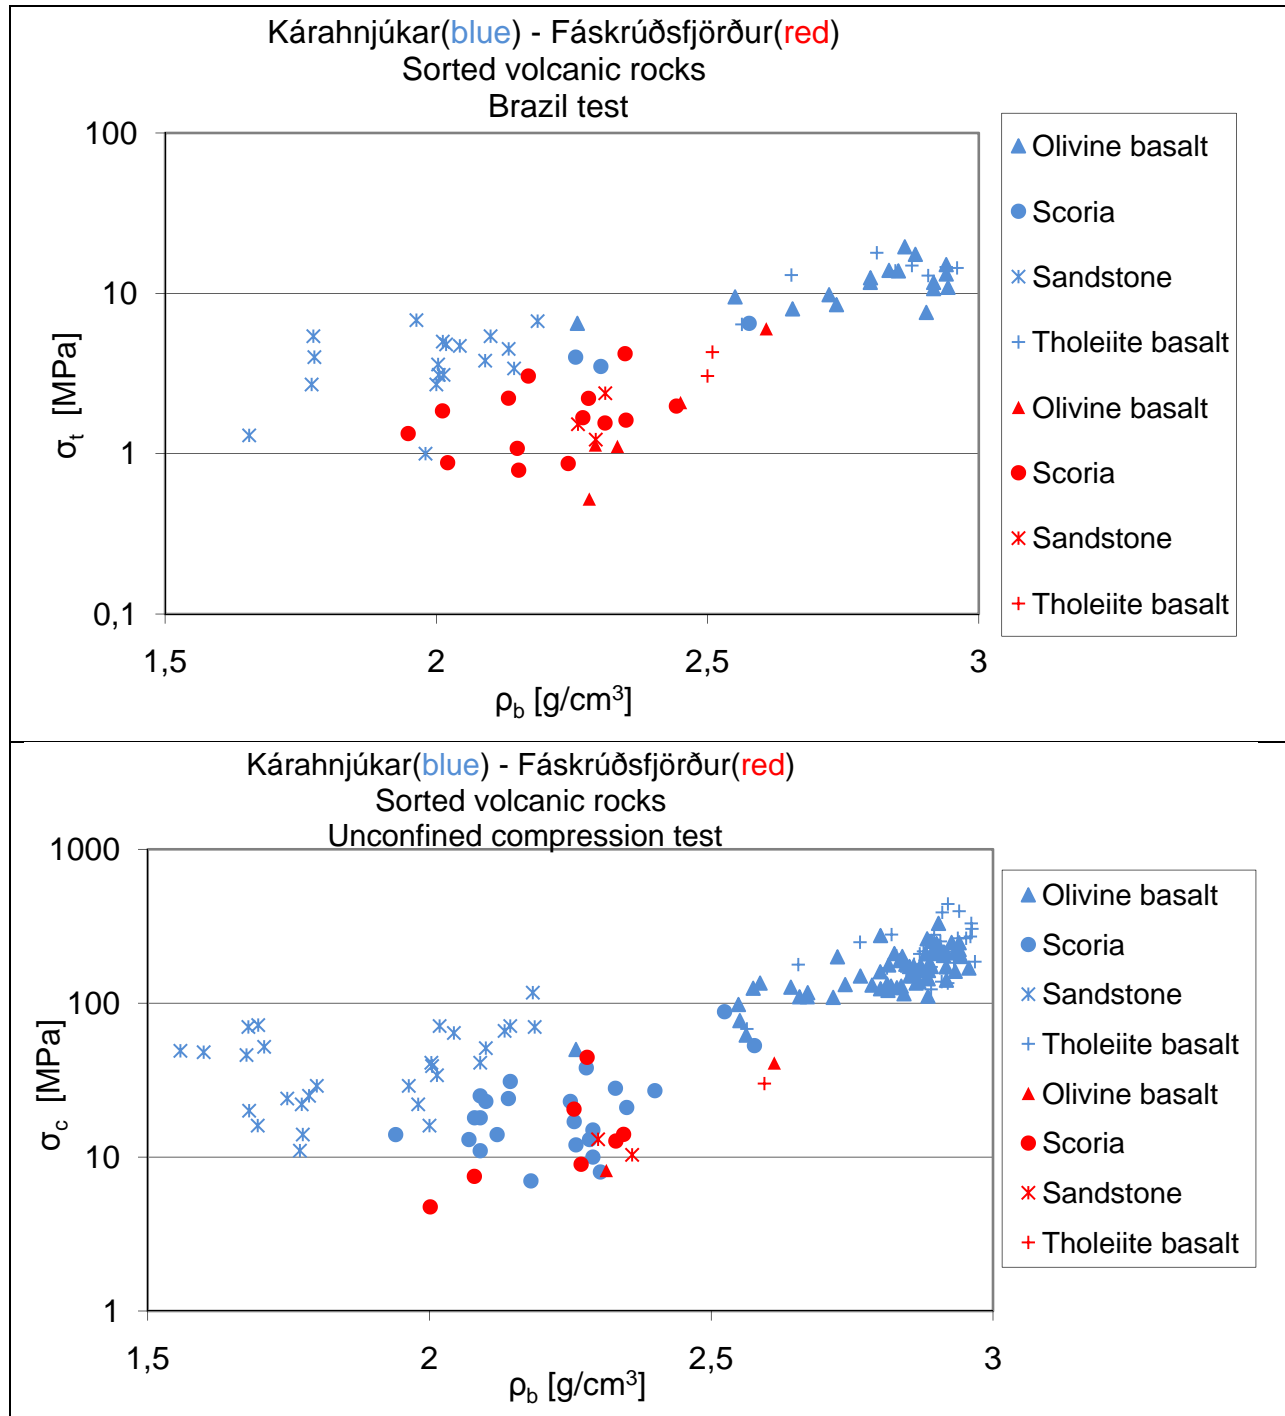 Kárahnjúkar(blue) - Fáskrúðsfjörður(red)
Sorted volcanic rocks
Brazil test
100
10
1
0,1
σt [MPa]
1,5
2
2,5
3
ρb [g/cm³]
Olivine basalt
Scoria
Sandstone
Tholeiite basalt
Olivine basalt
Scoria
Sandstone
Tholeiite basalt
Kárahnjúkar(blue) - Fáskrúðsfjörður(red)
Sorted volcanic rocks
Unconfined compression test
1000
100
10
1
σc [MPa]
1,5
2
2,5
3
ρb [g/cm³]
Olivine basalt
Scoria
Sandstone
Tholeiite basalt
Olivine basalt
Scoria
Sandstone
Tholeiite basalt